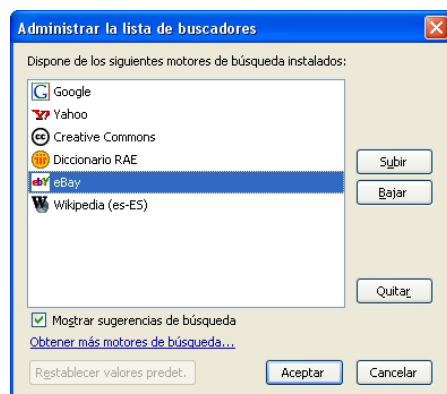 Administrar la lista de buscadores
Dispone de los siguientes motores de búsqueda instalados:
Google
Yahoo
Creative Commons
Diccionario RAE
eBay
Wikipedia (es-ES)
Subir
Bajar
Quitar
Mostrar sugerencias de búsqueda
Obtener más motores de búsqueda...
Restablecer valores predet.
Aceptar
Cancelar